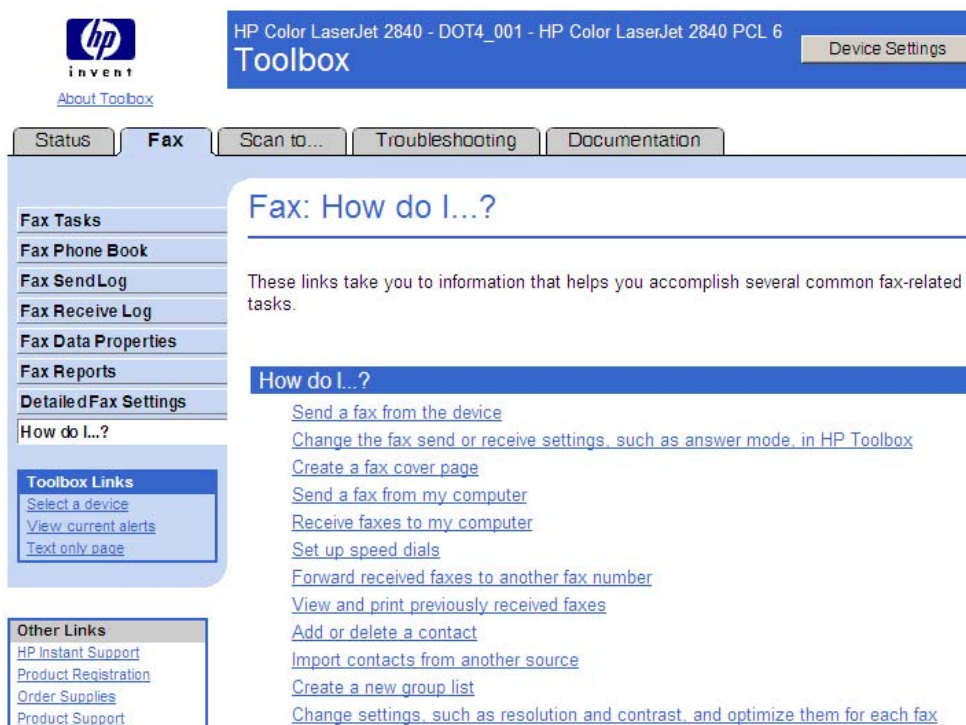 hp
invent
About Toolbox
HP Color LaserJet 2840 - DOT4_001 - HP Color LaserJet 2840 PCL 6
Toolbox
Device Settings
Status
Fax
Scan to...
Troubleshooting
Documentation
Fax Tasks
Fax Phone Book
Fax Send Log
Fax Receive Log
Fax Data Properties
Fax Reports
Detailed Fax Settings
How do I...?
Toolbox Links
Select a device
View current alerts
Text only page
Other Links
HP Instant Support
Product Registration
Order Supplies
Product Support
Fax: How do I...?
These links take you to information that helps you accomplish several common fax-related
tasks.
How do I...?
Send a fax from the device
Change the fax send or receive settings, such as answer mode, in HP Toolbox
Create a fax cover page
Send a fax from my computer
Receive faxes to my computer
Set up speed dials
Forward received faxes to another fax number
View and print previously received faxes
Add or delete a contact
Import contacts from another source
Create a new group list
Change settings, such as resolution and contrast, and optimize them for each fax